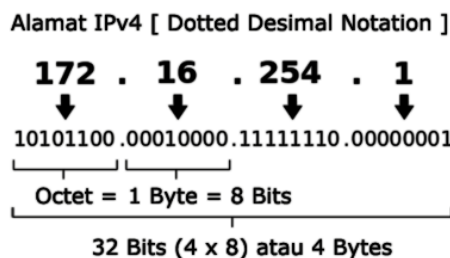 Alamat IPv4 [ Dotted Desimal Notation ]
172 . 16 . 254 . 1
10101100.00010000.11111110.00000001
Octet = 1 Byte = 8 Bits
32 Bits (4 x 8) atau 4 Bytes